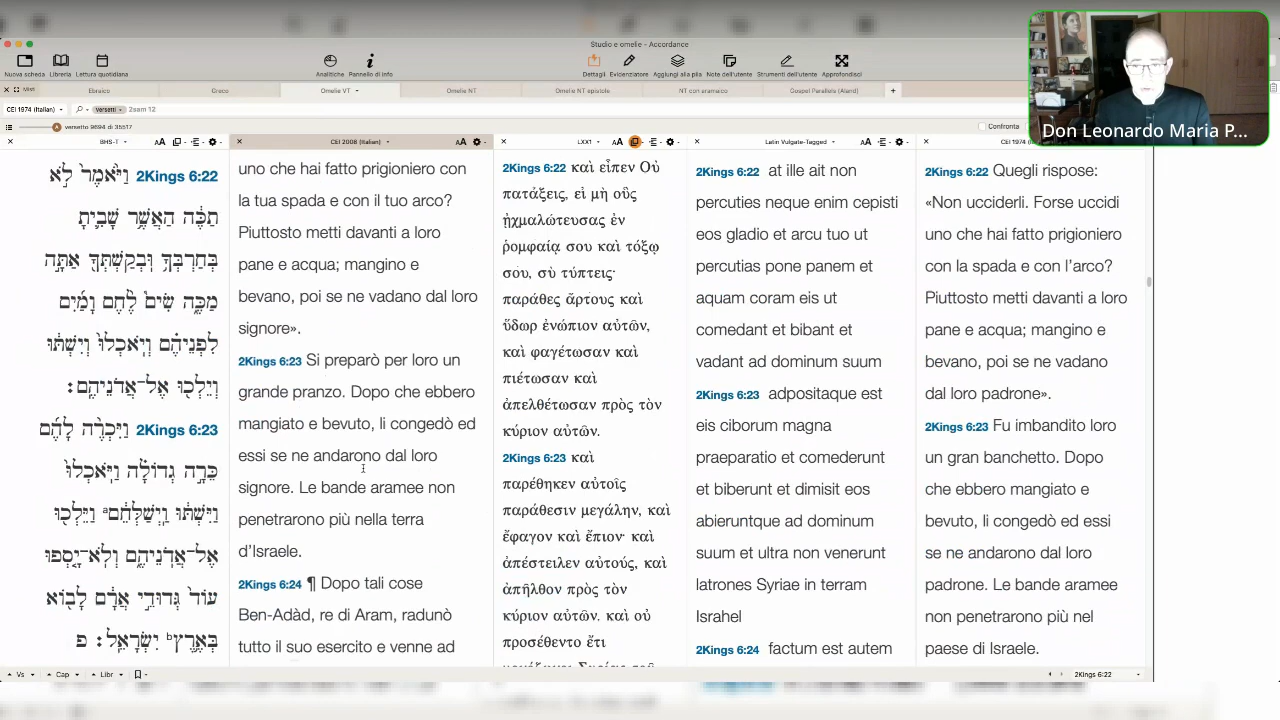 Studio e omelie - Accordance
Nuova scheda Libreria Lettura quotidiana Analitiche Pannello di info Dettagli Evidenziatore Aggiungi alla pila Note dell'utente Strumenti dell'utente Approfondisci
Ebraico Greco Omelie VT Omelie NT Omelie NT epistole NT con aramaico Gospel Parallels (Aland) +
CEI 1974 (Italian) versetti 2sam 12
versetto 9694 di 35517 Confronta
Don Leonardo Maria P...
BHS-T
2Kings 6:22 וַיֹּ֙אמֶר֙ לֹ֣א
תַכֶּ֔ה הַאֲשֶׁ֥ר שָׁבִ֛יתָ
בְּחַרְבְּךָ֥ וּֽבְקַשְׁתְּךָ֖ אַתָּ֣ה
מַכֶּ֑ה שִׂים֩ לֶ֨חֶם וָמַ֜יִם
לִפְנֵיהֶ֗ם וְיֹֽאכְלוּ֙ וְיִשְׁתּ֔וּ
וְיֵלְכ֖וּ אֶל־אֲדֹנֵיהֶֽם׃
2Kings 6:23 וַיִּכְרֶ֨ה לָהֶ֜ם
כֵּרָ֣ה גְדוֹלָ֗ה וַיֹּֽאכְלוּ֙
וַיִּשְׁתּ֔וּ וַֽיְשַׁלְּחֵ֔ם ᵃ וַיֵּלְכ֖וּ
אֶל־אֲדֹֽנֵיהֶ֑ם וְלֹֽא־יָ֤סְפוּ
עוֹד֙ גְּדוּדֵ֣י אֲרָ֔ם לָב֖וֹא
בְּאֶ֥רֶץ ᵇ יִשְׂרָאֵֽל׃ פ
CEI 2008 (Italian)
uno che hai fatto prigioniero con
la tua spada e con il tuo arco?
Piuttosto metti davanti a loro
pane e acqua; mangino e
bevano, poi se ne vadano dal loro
signore».
2Kings 6:23 Si preparò per loro un
grande pranzo. Dopo che ebbero
mangiato e bevuto, li congedò ed
essi se ne andarono dal loro
signore. Le bande aramee non
penetrarono più nella terra
d'Israele.
2Kings 6:24 ¶ Dopo tali cose
Ben-Adàd, re di Aram, radunò
tutto il suo esercito e venne ad
LXX1
2Kings 6:22 καὶ εἶπεν Οὐ
πατάξεις, εἰ μὴ οὓς
ᾐχμαλώτευσας ἐν
ῥομφαίᾳ σου καὶ τόξῳ
σου, σὺ τύπτεις·
παράθες ἄρτους καὶ
ὕδωρ ἐνώπιον αὐτῶν,
καὶ φαγέτωσαν καὶ
πιέτωσαν καὶ
ἀπελθέτωσαν πρὸς τὸν
κύριον αὐτῶν.
2Kings 6:23 καὶ
παρέθηκεν αὐτοῖς
παράθεσιν μεγάλην, καὶ
ἔφαγον καὶ ἔπιον· καὶ
ἀπέστειλεν αὐτούς, καὶ
ἀπῆλθον πρὸς τὸν
κύριον αὐτῶν. καὶ οὐ
προσέθεντο ἔτι
Latin Vulgate-Tagged
2Kings 6:22 at ille ait non
percuties neque enim cepisti
eos gladio et arcu tuo ut
percutias pone panem et
aquam coram eis ut
comedant et bibant et
vadant ad dominum suum
2Kings 6:23 adpositaque est
eis ciborum magna
praeparatio et comederunt
et biberunt et dimisit eos
abieruntque ad dominum
suum et ultra non venerunt
latrones Syriae in terram
Israhel
2Kings 6:24 factum est autem
CEI 1974
2Kings 6:22 Quegli rispose:
«Non ucciderli. Forse uccidi
uno che hai fatto prigioniero
con la spada e con l'arco?
Piuttosto metti davanti a loro
pane e acqua; mangino e
bevano, poi se ne vadano
dal loro padrone».
2Kings 6:23 Fu imbandito loro
un gran banchetto. Dopo
che ebbero mangiato e
bevuto, li congedò ed essi
se ne andarono dal loro
padrone. Le bande aramee
non penetrarono più nel
paese di Israele.
Vs Cap Libr 2Kings 6:22